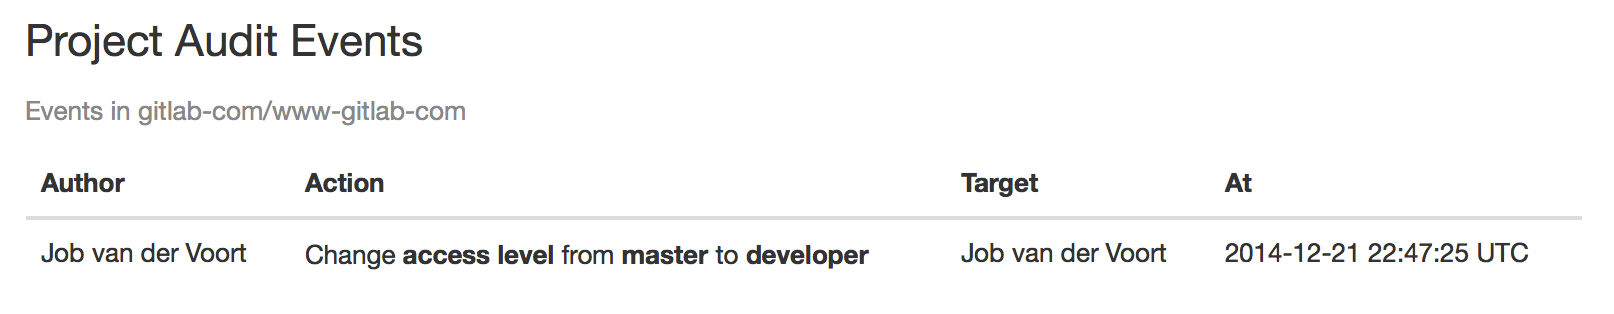 Project Audit Events
Events in gitlab-com/www-gitlab-com
Author Action Target At
Job van der Voort Change access level from master to developer Job van der Voort 2014-12-21 22:47:25 UTC